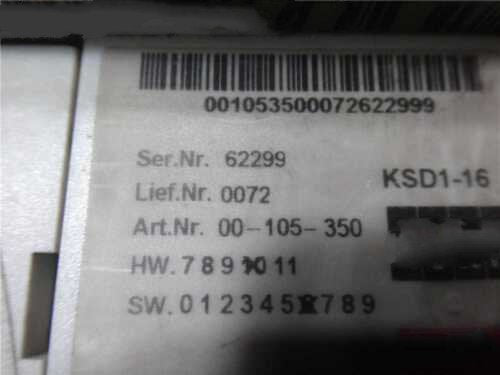 001053500072622999
Ser.Nr. 62299
Lief.Nr. 0072
KSD1-16
Art.Nr. 00-105-350
HW. 7 8 9 10 11
SW. 0 1 2 3 4 5 7 8 9